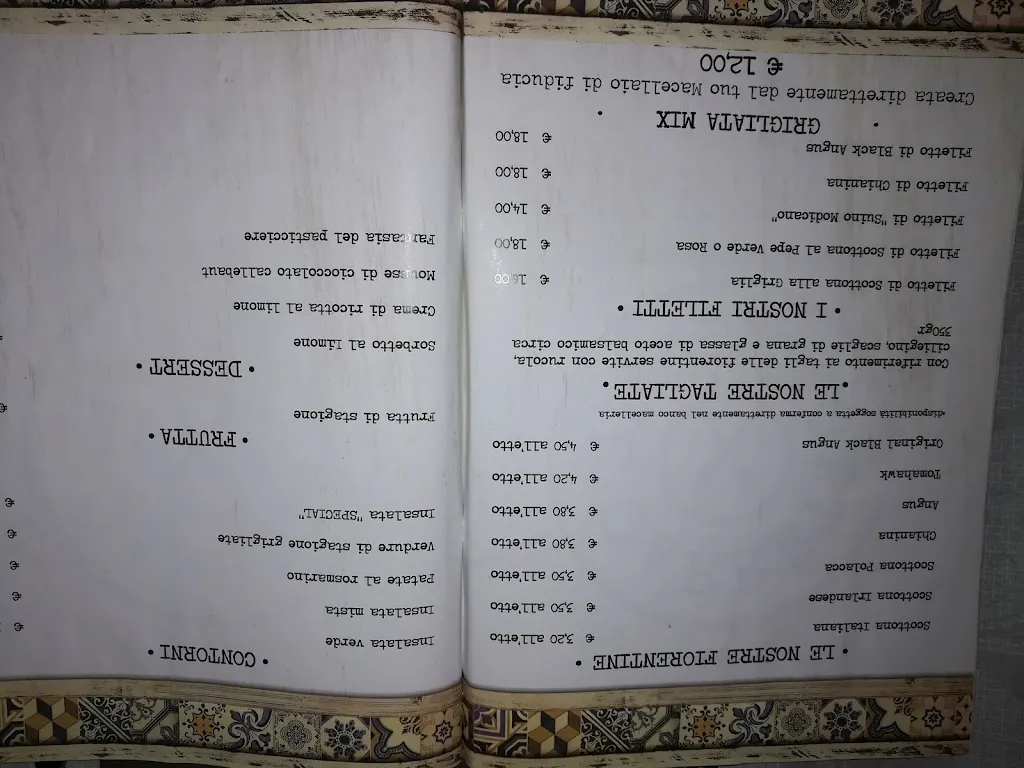 • LE NOSTRE FIORENTINE •
Scottona Italiana € 3,20 all'etto
Scottona Irlandese € 3,50 all'etto
Scottona Polacca € 3,50 all'etto
Chianina € 3,80 all'etto
Angus € 3,80 all'etto
Tomahawk € 4,20 all'etto
Original Black Angus € 4,50 all'etto
*disponibilità soggetta a conferma direttamente nel banco macelleria
•LE NOSTRE TAGLIATE•
Con riferimento ai tagli delle fiorentine servite con rucola,
ciliegino, scaglie di grana e glassa di aceto balsamico circa
350gr
• I NOSTRI FILETTI •
Filetto di Scottona alla Griglia € 16,00
Filetto di Scottona al Pepe Verde o Rosa € 18,00
Filetto di "Suino Modicano" € 14,00
Filetto di Chianina € 18,00
Filetto di Black Angus € 18,00
• GRIGLIATA MIX •
Creata direttamente dal tuo Macellaio di fiducia
€ 12,00
• CONTORNI •
Insalata verde €
Insalata mista €
Patate al rosmarino €
Verdure di stagione grigliate €
Insalata "SPECIAL" €
• FRUTTA •
Frutta di stagione €
• DESSERT •
Sorbetto al limone
Crema di ricotta al limone
Mousse di cioccolato callebaut
Fantasia del pasticciere